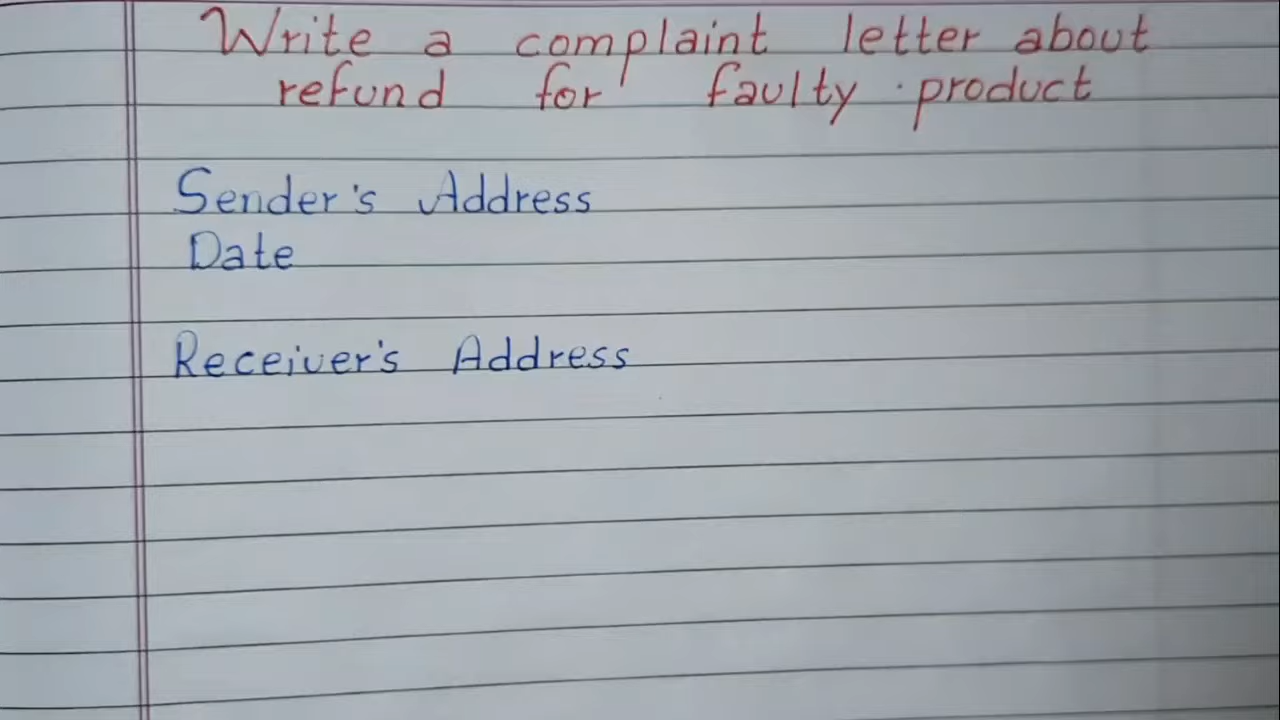 Write a complaint letter about
refund for faulty product
Sender's Address
Date
Receiver's Address